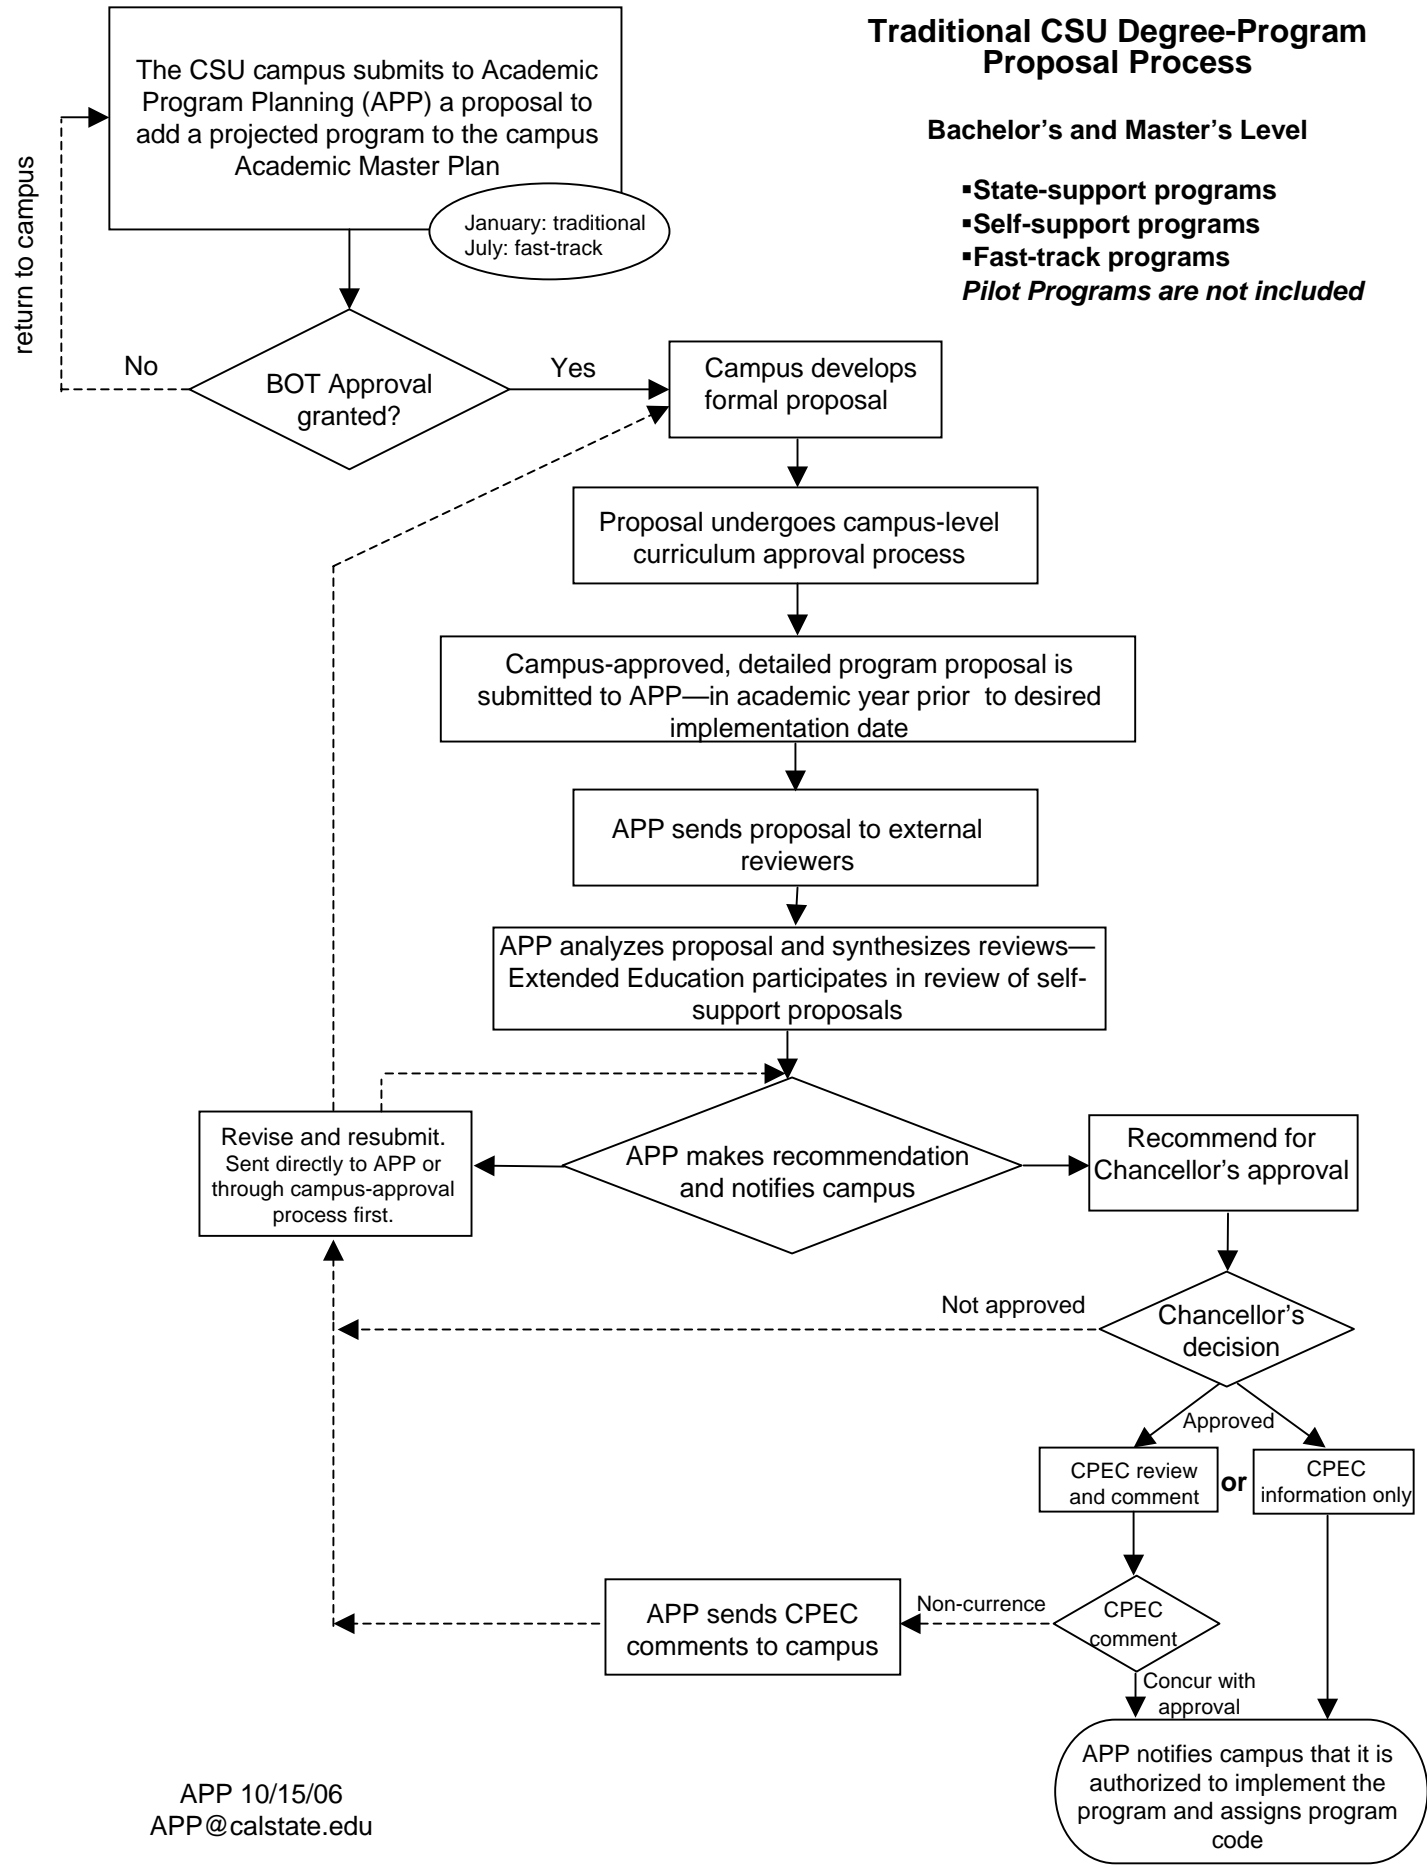 Traditional CSU Degree-Program
Proposal Process
Bachelor's and Master's Level
▪State-support programs
▪Self-support programs
▪Fast-track programs
Pilot Programs are not included
The CSU campus submits to Academic
Program Planning (APP) a proposal to
add a projected program to the campus
Academic Master Plan
January: traditional
July: fast-track
return to campus
No
BOT Approval
granted?
Yes
Campus develops
formal proposal
Proposal undergoes campus-level
curriculum approval process
Campus-approved, detailed program proposal is
submitted to APP—in academic year prior  to desired
implementation date
APP sends proposal to external
reviewers
APP analyzes proposal and synthesizes reviews—
Extended Education participates in review of self-
support proposals
Revise and resubmit.
Sent directly to APP or
through campus-approval
process first.
APP makes recommendation
and notifies campus
Recommend for
Chancellor's approval
Not approved
Chancellor's
decision
Approved
CPEC review
and comment
or
CPEC
information only
APP sends CPEC
comments to campus
Non-currence
CPEC
comment
Concur with
approval
APP notifies campus that it is
authorized to implement the
program and assigns program
code
APP 10/15/06
APP@calstate.edu